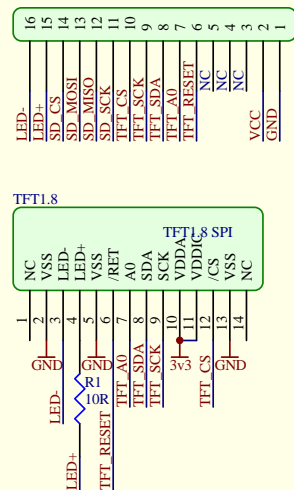 16 15 14 13 12 11 10 9 8 7 6 5 4 3 2 1
LED- LED+ SD_CS SD_MOSI SD_MISO SD_SCK TFT_CS TFT_SCK TFT_SDA TFT_A0 TFT_RESET NC NC NC VCC GND
TFT1.8
TFT1.8 SPI
NC VSS LED- LED+ VSS /RET A0 SDA SCK VDDA VDDIO /CS VSS NC
1 2 3 4 5 6 7 8 9 10 11 12 13 14
GND GND 3v3 GND
R1
10R
LED- LED+ TFT_RESET TFT_A0 TFT_SDA TFT_SCK TFT_CS